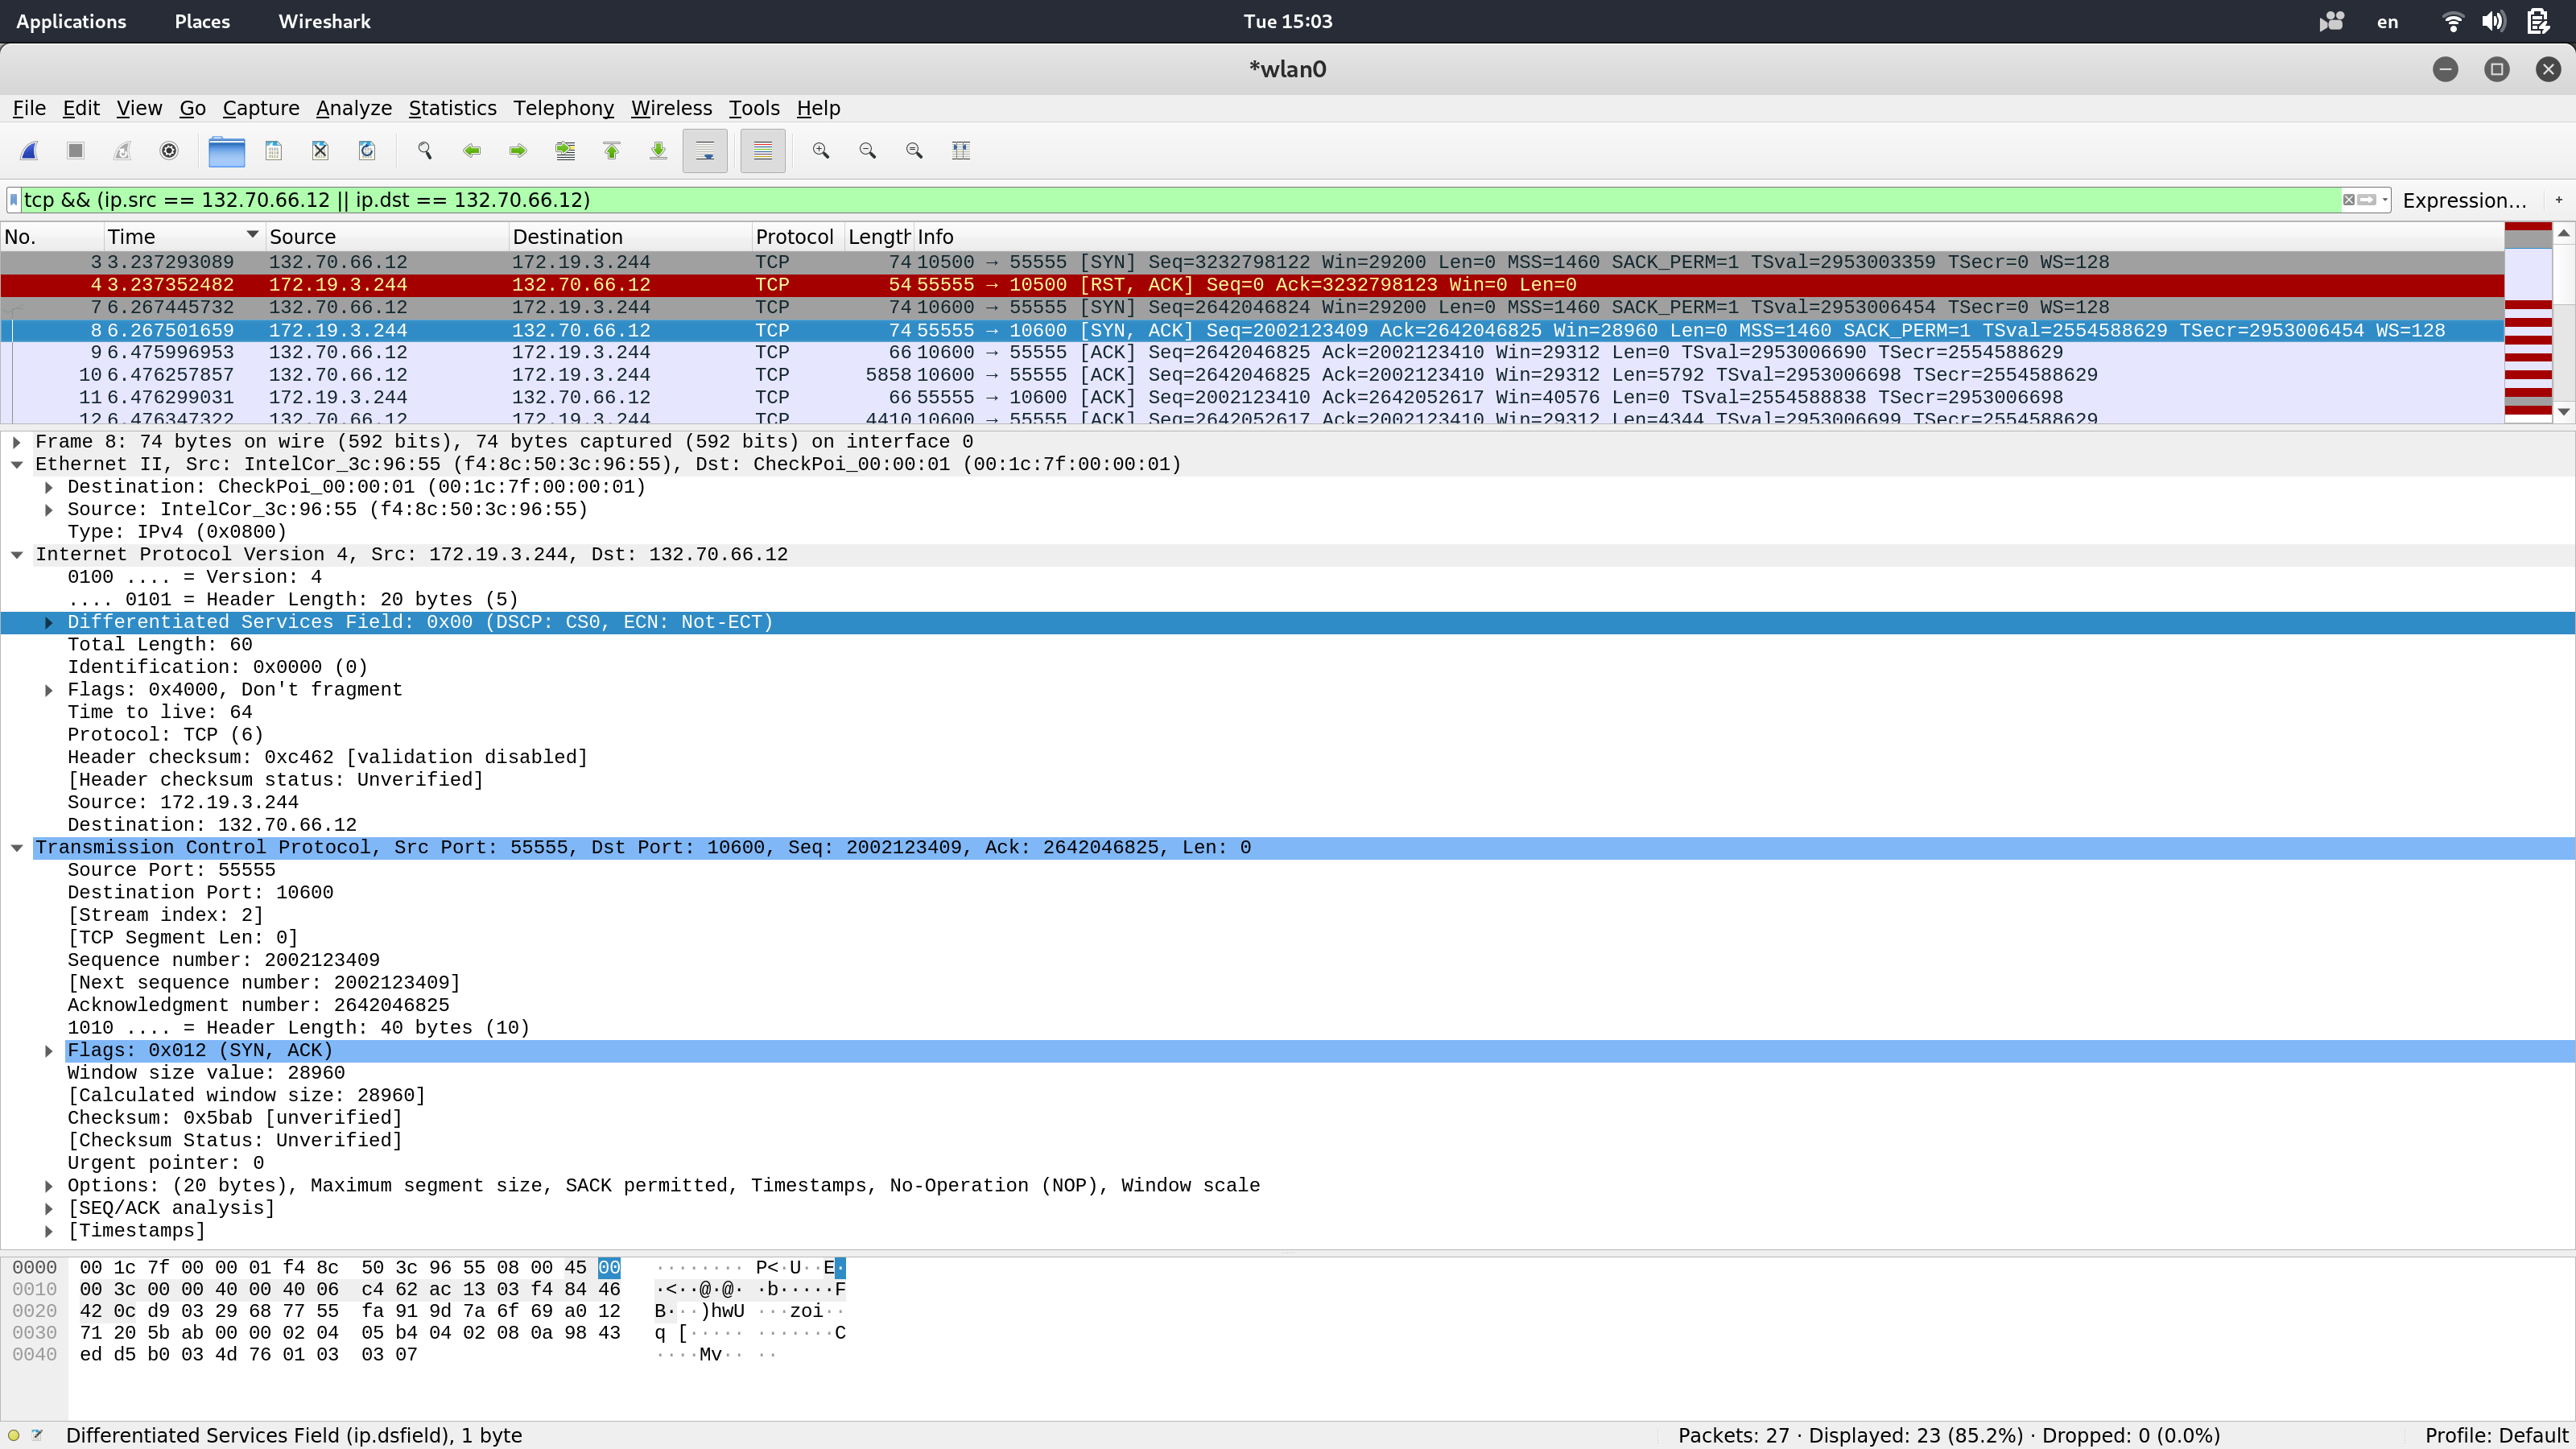 Applications Places Wireshark Tue 15:03 en
*wlan0
File Edit View Go Capture Analyze Statistics Telephony Wireless Tools Help
tcp && (ip.src == 132.70.66.12 || ip.dst == 132.70.66.12) Expression… +
No. Time Source Destination Protocol Length Info
3 3.237293089 132.70.66.12 172.19.3.244 TCP 74 10500 → 55555 [SYN] Seq=3232798122 Win=29200 Len=0 MSS=1460 SACK_PERM=1 TSval=2953003359 TSecr=0 WS=128
4 3.237352482 172.19.3.244 132.70.66.12 TCP 54 55555 → 10500 [RST, ACK] Seq=0 Ack=3232798123 Win=0 Len=0
7 6.267445732 132.70.66.12 172.19.3.244 TCP 74 10600 → 55555 [SYN] Seq=2642046824 Win=29200 Len=0 MSS=1460 SACK_PERM=1 TSval=2953006454 TSecr=0 WS=128
8 6.267501659 172.19.3.244 132.70.66.12 TCP 74 55555 → 10600 [SYN, ACK] Seq=2002123409 Ack=2642046825 Win=28960 Len=0 MSS=1460 SACK_PERM=1 TSval=2554588629 TSecr=2953006454 WS=128
9 6.475996953 132.70.66.12 172.19.3.244 TCP 66 10600 → 55555 [ACK] Seq=2642046825 Ack=2002123410 Win=29312 Len=0 TSval=2953006690 TSecr=2554588629
10 6.476257857 132.70.66.12 172.19.3.244 TCP 5858 10600 → 55555 [ACK] Seq=2642046825 Ack=2002123410 Win=29312 Len=5792 TSval=2953006698 TSecr=2554588629
11 6.476299031 172.19.3.244 132.70.66.12 TCP 66 55555 → 10600 [ACK] Seq=2002123410 Ack=2642052617 Win=40576 Len=0 TSval=2554588838 TSecr=2953006698
12 6.476347322 132.70.66.12 172.19.3.244 TCP 4410 10600 → 55555 [ACK] Seq=2642052617 Ack=2002123410 Win=29312 Len=4344 TSval=2953006699 TSecr=2554588629
Frame 8: 74 bytes on wire (592 bits), 74 bytes captured (592 bits) on interface 0
Ethernet II, Src: IntelCor_3c:96:55 (f4:8c:50:3c:96:55), Dst: CheckPoi_00:00:01 (00:1c:7f:00:00:01)
Destination: CheckPoi_00:00:01 (00:1c:7f:00:00:01)
Source: IntelCor_3c:96:55 (f4:8c:50:3c:96:55)
Type: IPv4 (0x0800)
Internet Protocol Version 4, Src: 172.19.3.244, Dst: 132.70.66.12
0100 .... = Version: 4
.... 0101 = Header Length: 20 bytes (5)
Differentiated Services Field: 0x00 (DSCP: CS0, ECN: Not-ECT)
Total Length: 60
Identification: 0x0000 (0)
Flags: 0x4000, Don't fragment
Time to live: 64
Protocol: TCP (6)
Header checksum: 0xc462 [validation disabled]
[Header checksum status: Unverified]
Source: 172.19.3.244
Destination: 132.70.66.12
Transmission Control Protocol, Src Port: 55555, Dst Port: 10600, Seq: 2002123409, Ack: 2642046825, Len: 0
Source Port: 55555
Destination Port: 10600
[Stream index: 2]
[TCP Segment Len: 0]
Sequence number: 2002123409
[Next sequence number: 2002123409]
Acknowledgment number: 2642046825
1010 .... = Header Length: 40 bytes (10)
Flags: 0x012 (SYN, ACK)
Window size value: 28960
[Calculated window size: 28960]
Checksum: 0x5bab [unverified]
[Checksum Status: Unverified]
Urgent pointer: 0
Options: (20 bytes), Maximum segment size, SACK permitted, Timestamps, No-Operation (NOP), Window scale
[SEQ/ACK analysis]
[Timestamps]
0000 00 1c 7f 00 00 01 f4 8c 50 3c 96 55 08 00 45 00 ········ P<·U··E·
0010 00 3c 00 00 40 00 40 06 c4 62 ac 13 03 f4 84 46 ·<··@·@· ·b·····F
0020 42 0c d9 03 29 68 77 55 fa 91 9d 7a 6f 69 a0 12 B···)hwU ···zoi··
0030 71 20 5b ab 00 00 02 04 05 b4 04 02 08 0a 98 43 q [····· ·······C
0040 ed d5 b0 03 4d 76 01 03 03 07 ····Mv·· ··
Differentiated Services Field (ip.dsfield), 1 byte Packets: 27 · Displayed: 23 (85.2%) · Dropped: 0 (0.0%) Profile: Default